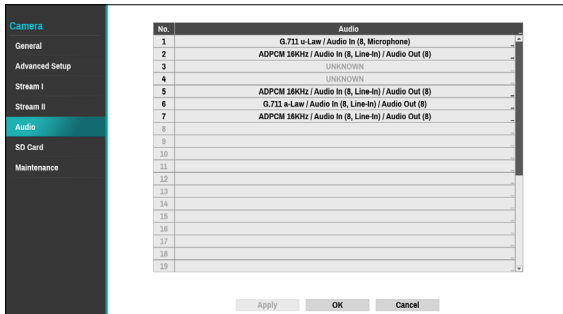 Camera
General
Advanced Setup
Stream I
Stream II
Audio
SD Card
Maintenance
No. Audio
1 G.711 u-Law / Audio In (8, Microphone)
2 ADPCM 16KHz / Audio In (8, Line-In) / Audio Out (8)
3 UNKNOWN
4 UNKNOWN
5 ADPCM 16KHz / Audio In (8, Line-In) / Audio Out (8)
6 G.711 a-Law / Audio In (8, Line-In) / Audio Out (8)
7 ADPCM 16KHz / Audio In (8, Line-In) / Audio Out (8)
8
9
10
11
12
13
14
15
16
17
18
19
Apply OK Cancel